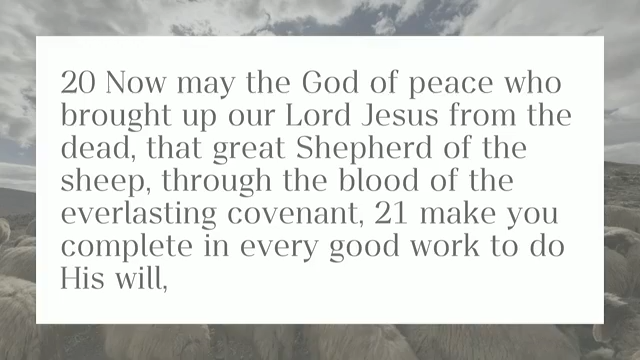 20 Now may the God of peace who
brought up our Lord Jesus from the
dead, that great Shepherd of the
sheep, through the blood of the
everlasting covenant, 21 make you
complete in every good work to do
His will,